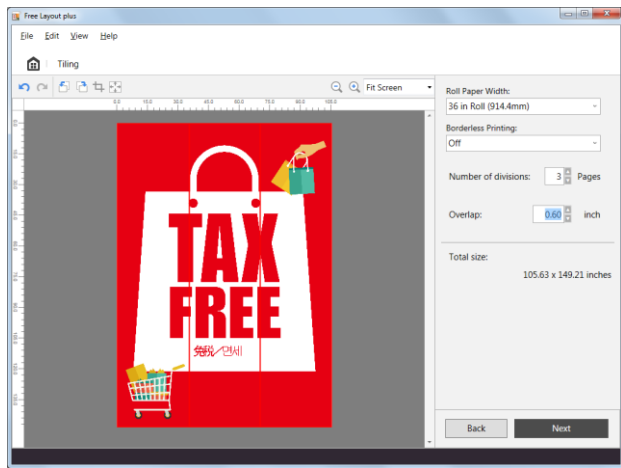 Free Layout plus
File Edit View Help
Tiling
Fit Screen
Roll Paper Width:
36 in Roll (914.4mm)
Borderless Printing:
Off
Number of divisions: 3 Pages
Overlap: 0.60 inch
Total size:
105.63 x 149.21 inches
TAX
FREE
免税/면세
Back Next